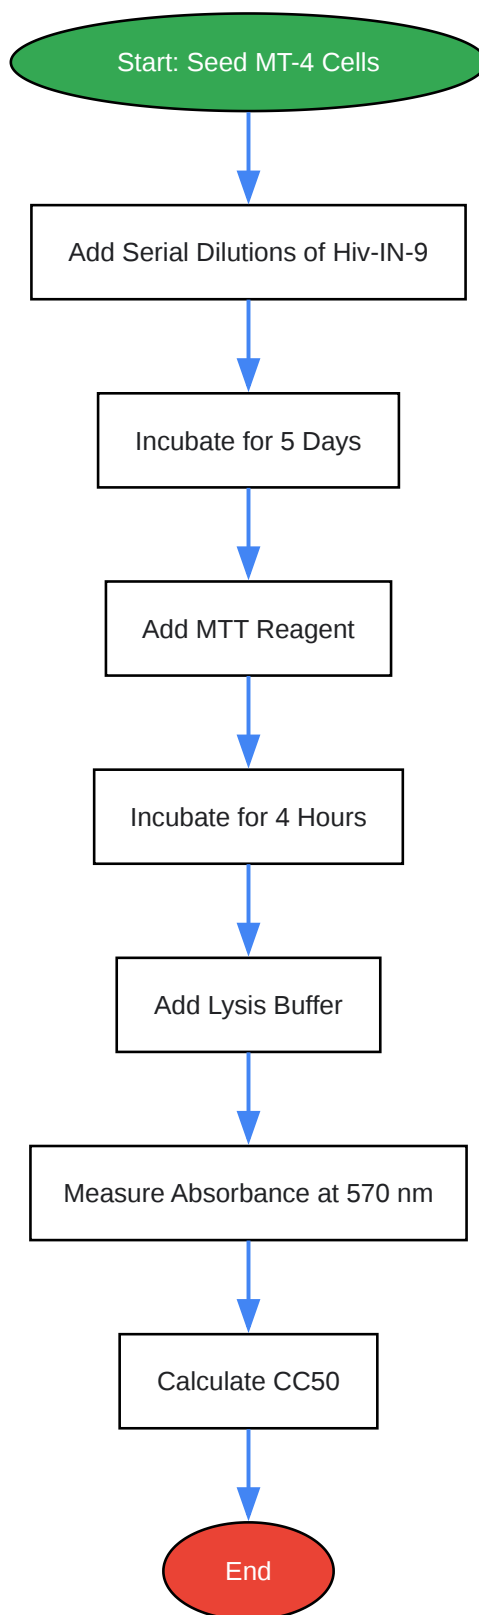 Start: Seed MT-4 Cells
Add Serial Dilutions of Hiv-IN-9
Incubate for 5 Days
Add MTT Reagent
Incubate for 4 Hours
Add Lysis Buffer
Measure Absorbance at 570 nm
Calculate CC50
End